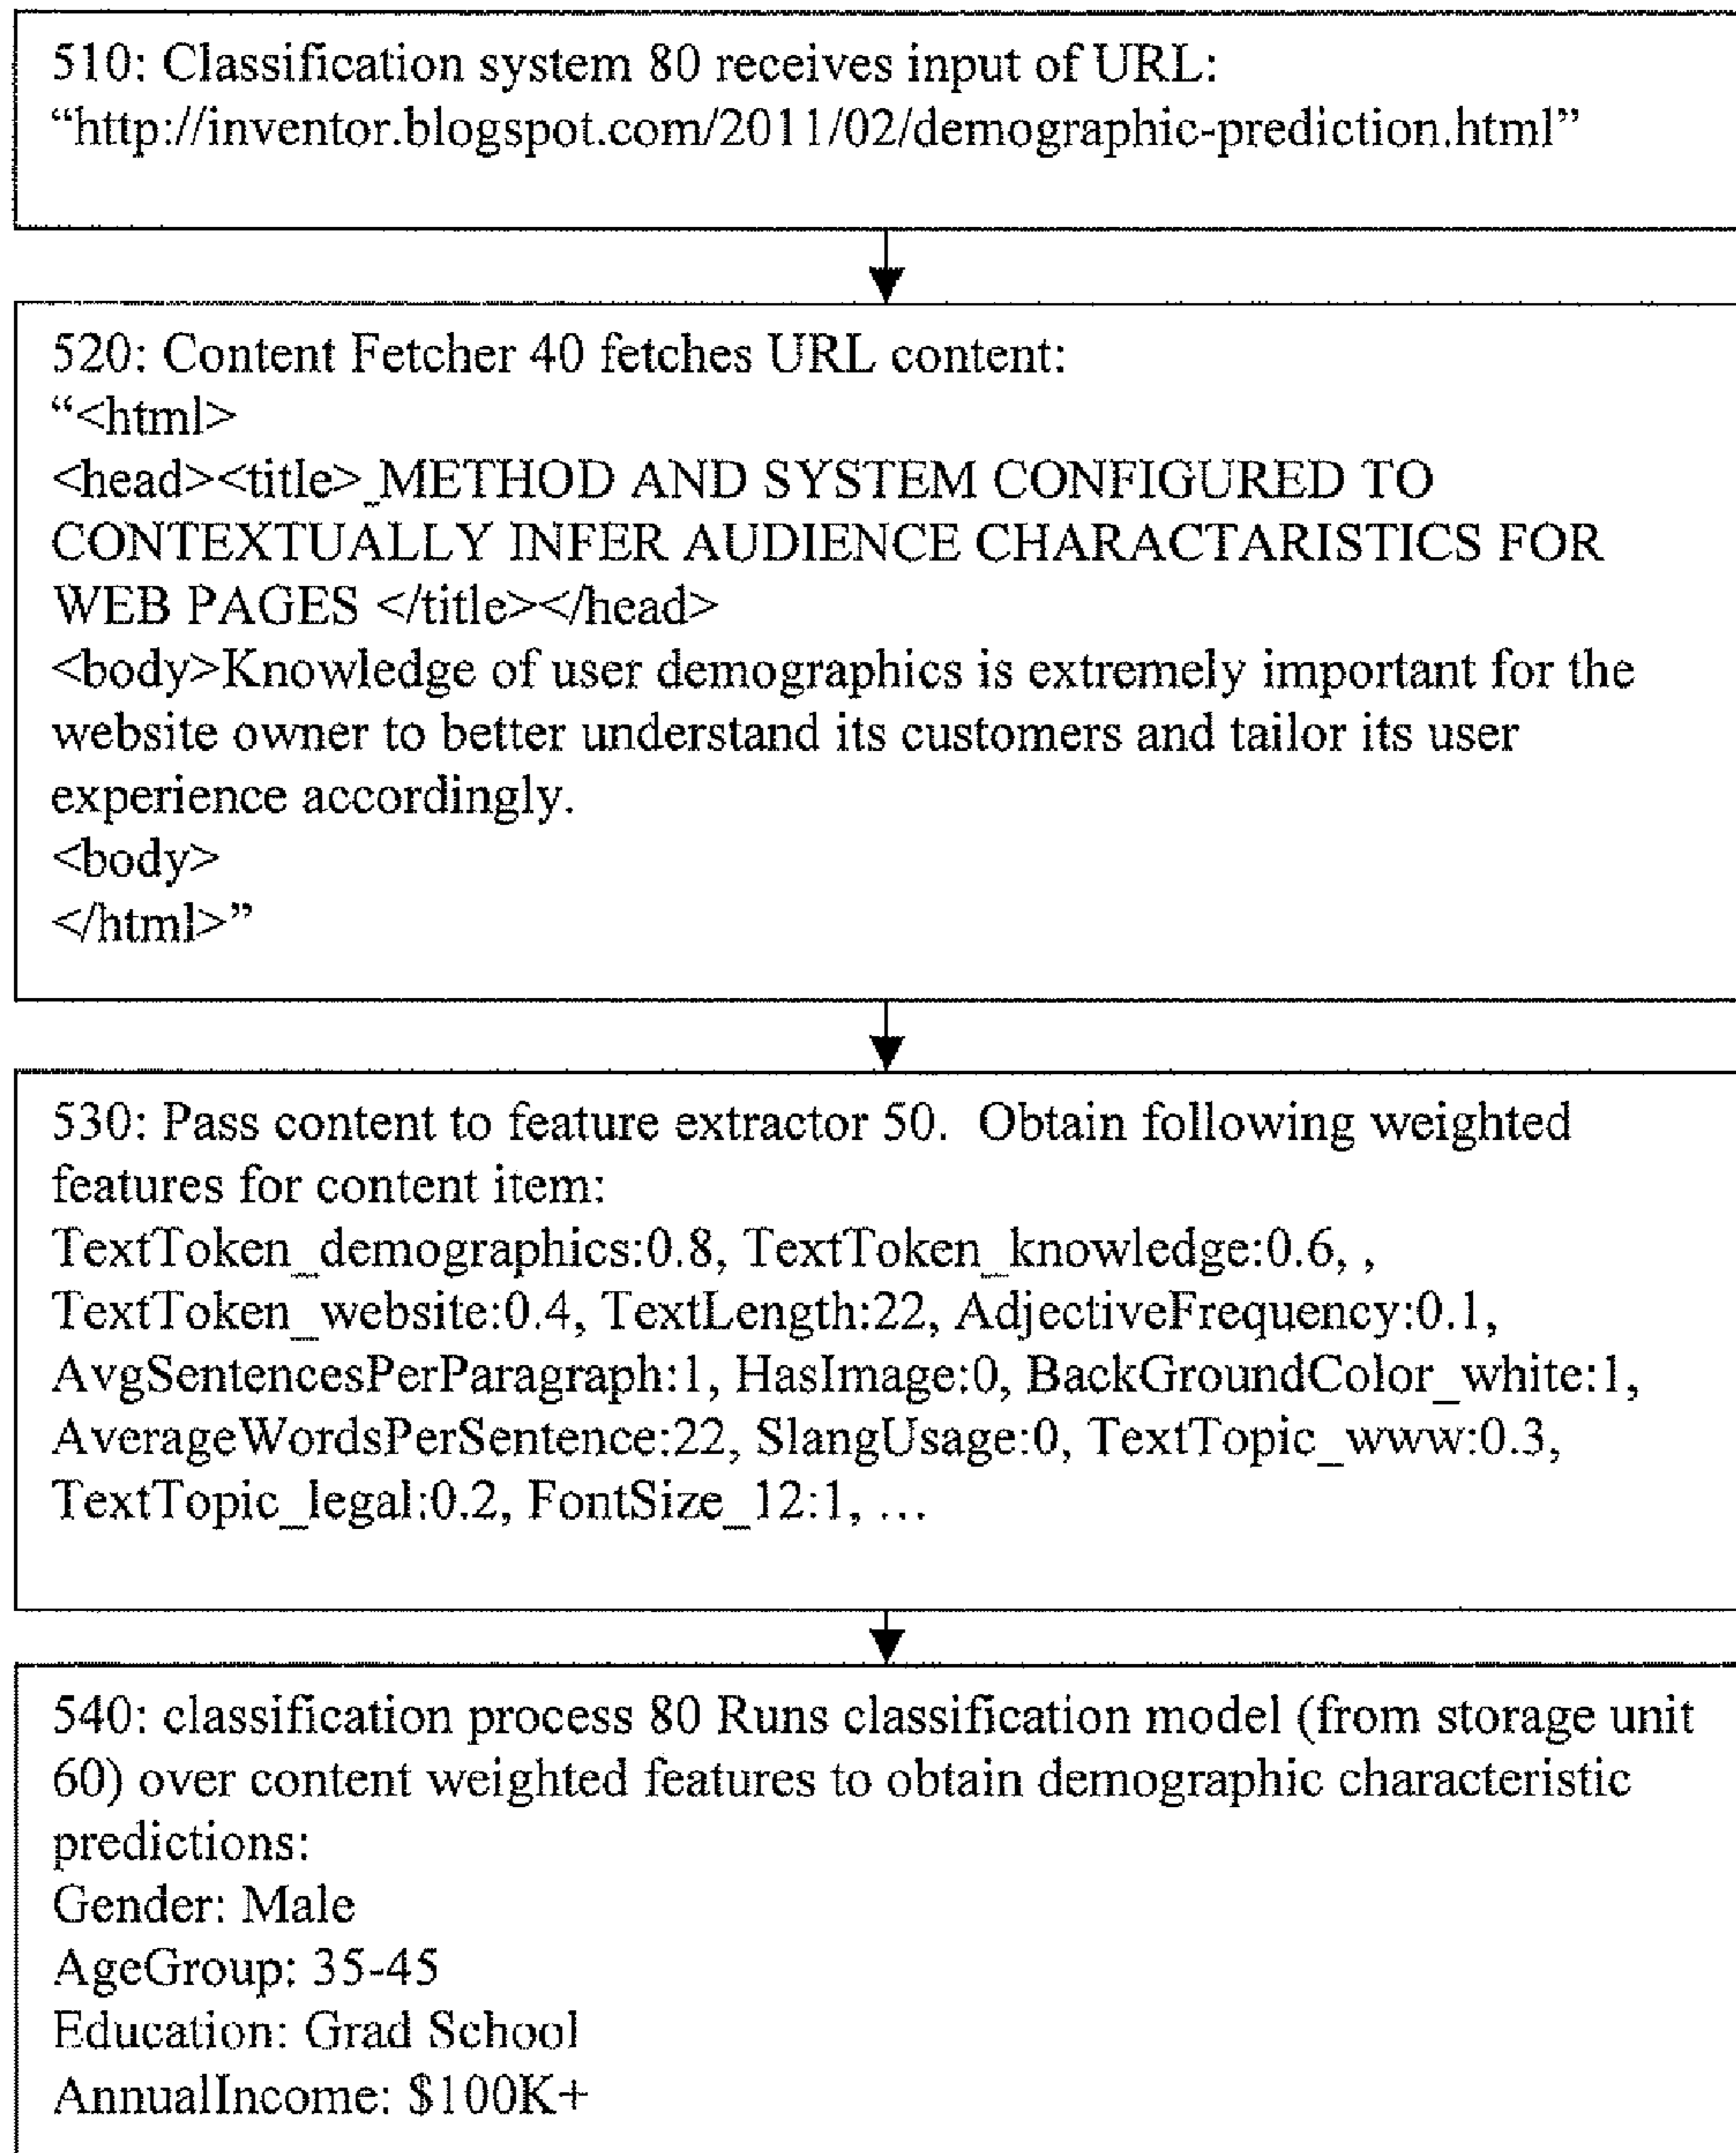 510: Classification system 80 receives input of URL:
“http://inventor.blogspot.com/2011/02/demographic-prediction.html”
520: Content Fetcher 40 fetches URL content:
“<html>
<head><title> METHOD AND SYSTEM CONFIGURED TO
CONTEXTUALLY INFER AUDIENCE CHARACTARISTICS FOR
WEB PAGES </title></head>
<body>Knowledge of user demographics is extremely important for the
website owner to better understand its customers and tailor its user
experience accordingly.
<body>
</html>”
530: Pass content to feature extractor 50.  Obtain following weighted
features for content item:
TextToken_demographics:0.8, TextToken_knowledge:0.6, ,
TextToken_website:0.4, TextLength:22, AdjectiveFrequency:0.1,
AvgSentencesPerParagraph:1, HasImage:0, BackGroundColor_white:1,
AverageWordsPerSentence:22, SlangUsage:0, TextTopic_www:0.3,
TextTopic_legal:0.2, FontSize_12:1, …
540: classification process 80 Runs classification model (from storage unit
60) over content weighted features to obtain demographic characteristic
predictions:
Gender: Male
AgeGroup: 35-45
Education: Grad School
AnnualIncome: $100K+